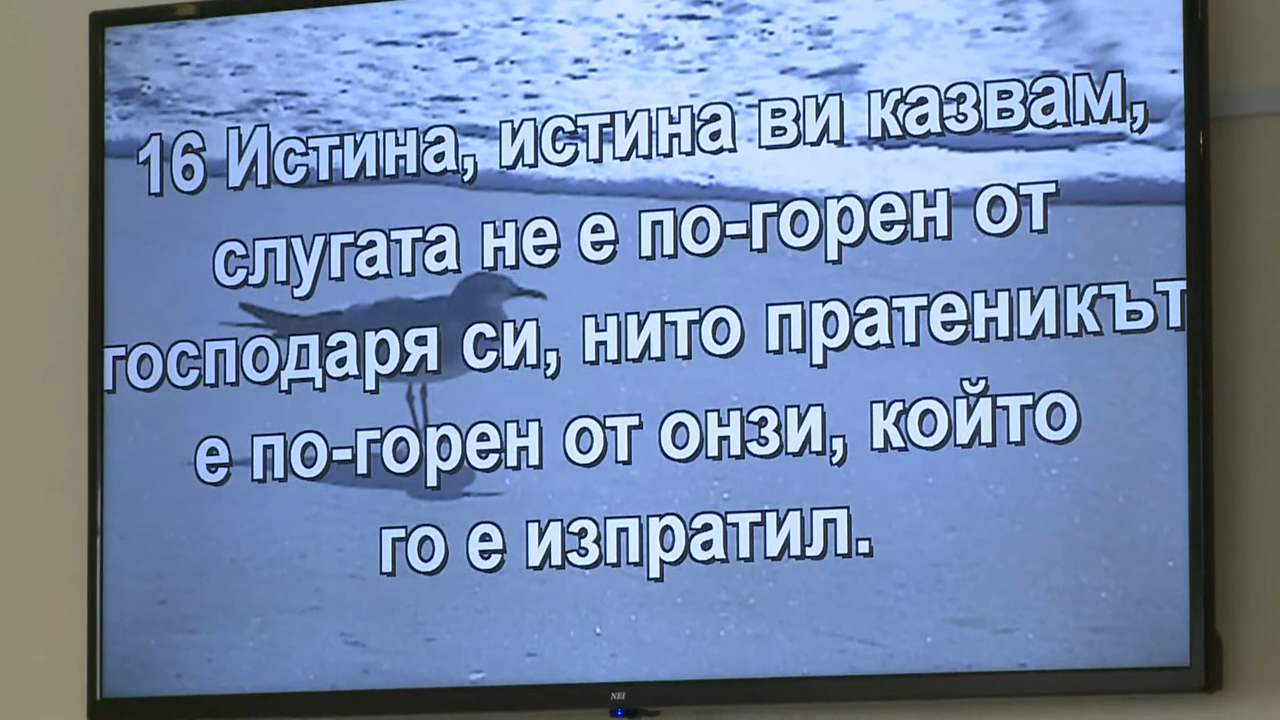 16 Истина, истина ви казвам,
слугата не е по-горен от
господаря си, нито пратеникът
е по-горен от онзи, който
го е изпратил.
NEI